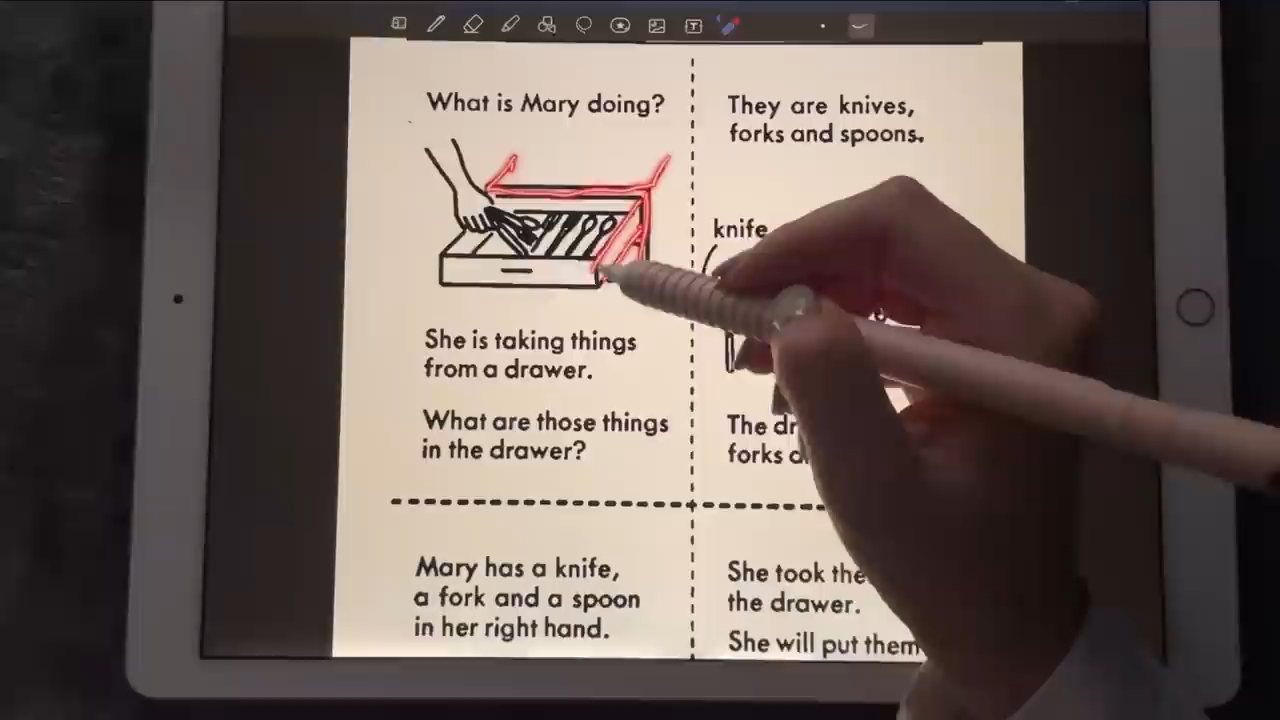 What is Mary doing?
She is taking things
from a drawer.
What are those things
in the drawer?
They are knives,
forks and spoons.
knife
The
forks
Mary has a knife,
a fork and a spoon
in her right hand.
She took the
the drawer.
She will put them